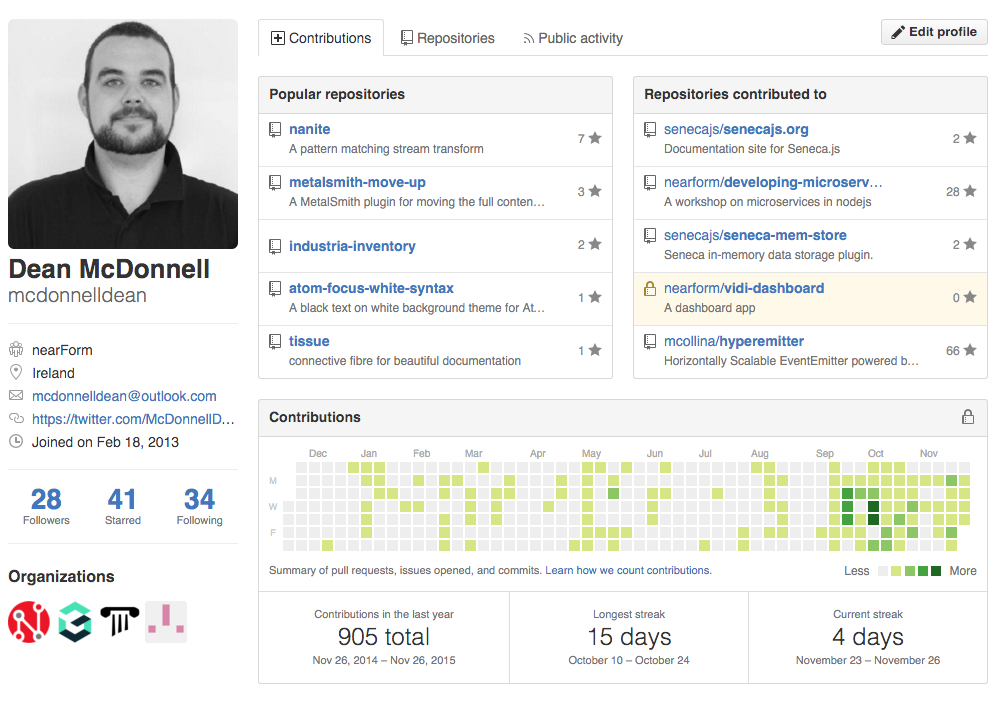 Contributions
Repositories
Public activity
Edit profile
Dean McDonnell
mcdonnelldean
nearForm
Ireland
mcdonnelldean@outlook.com
https://twitter.com/McDonnellD…
Joined on Feb 18, 2013
28
Followers
41
Starred
34
Following
Organizations
Popular repositories
nanite
A pattern matching stream transform
7
metalsmith-move-up
A MetalSmith plugin for moving the full conten…
3
industria-inventory
2
atom-focus-white-syntax
A black text on white background theme for At…
1
tissue
connective fibre for beautiful documentation
1
Repositories contributed to
senecajs/senecajs.org
Documentation site for Seneca.js
2
nearform/developing-microserv…
A workshop on microservices in nodejs
28
senecajs/seneca-mem-store
Seneca in-memory data storage plugin.
2
nearform/vidi-dashboard
A dashboard app
0
mcollina/hyperemitter
Horizontally Scalable EventEmitter powered b…
66
Contributions
Dec Jan Feb Mar Apr May Jun Jul Aug Sep Oct Nov
M
W
F
Summary of pull requests, issues opened, and commits. Learn how we count contributions.
Less More
Contributions in the last year
905 total
Nov 26, 2014 – Nov 26, 2015
Longest streak
15 days
October 10 – October 24
Current streak
4 days
November 23 – November 26